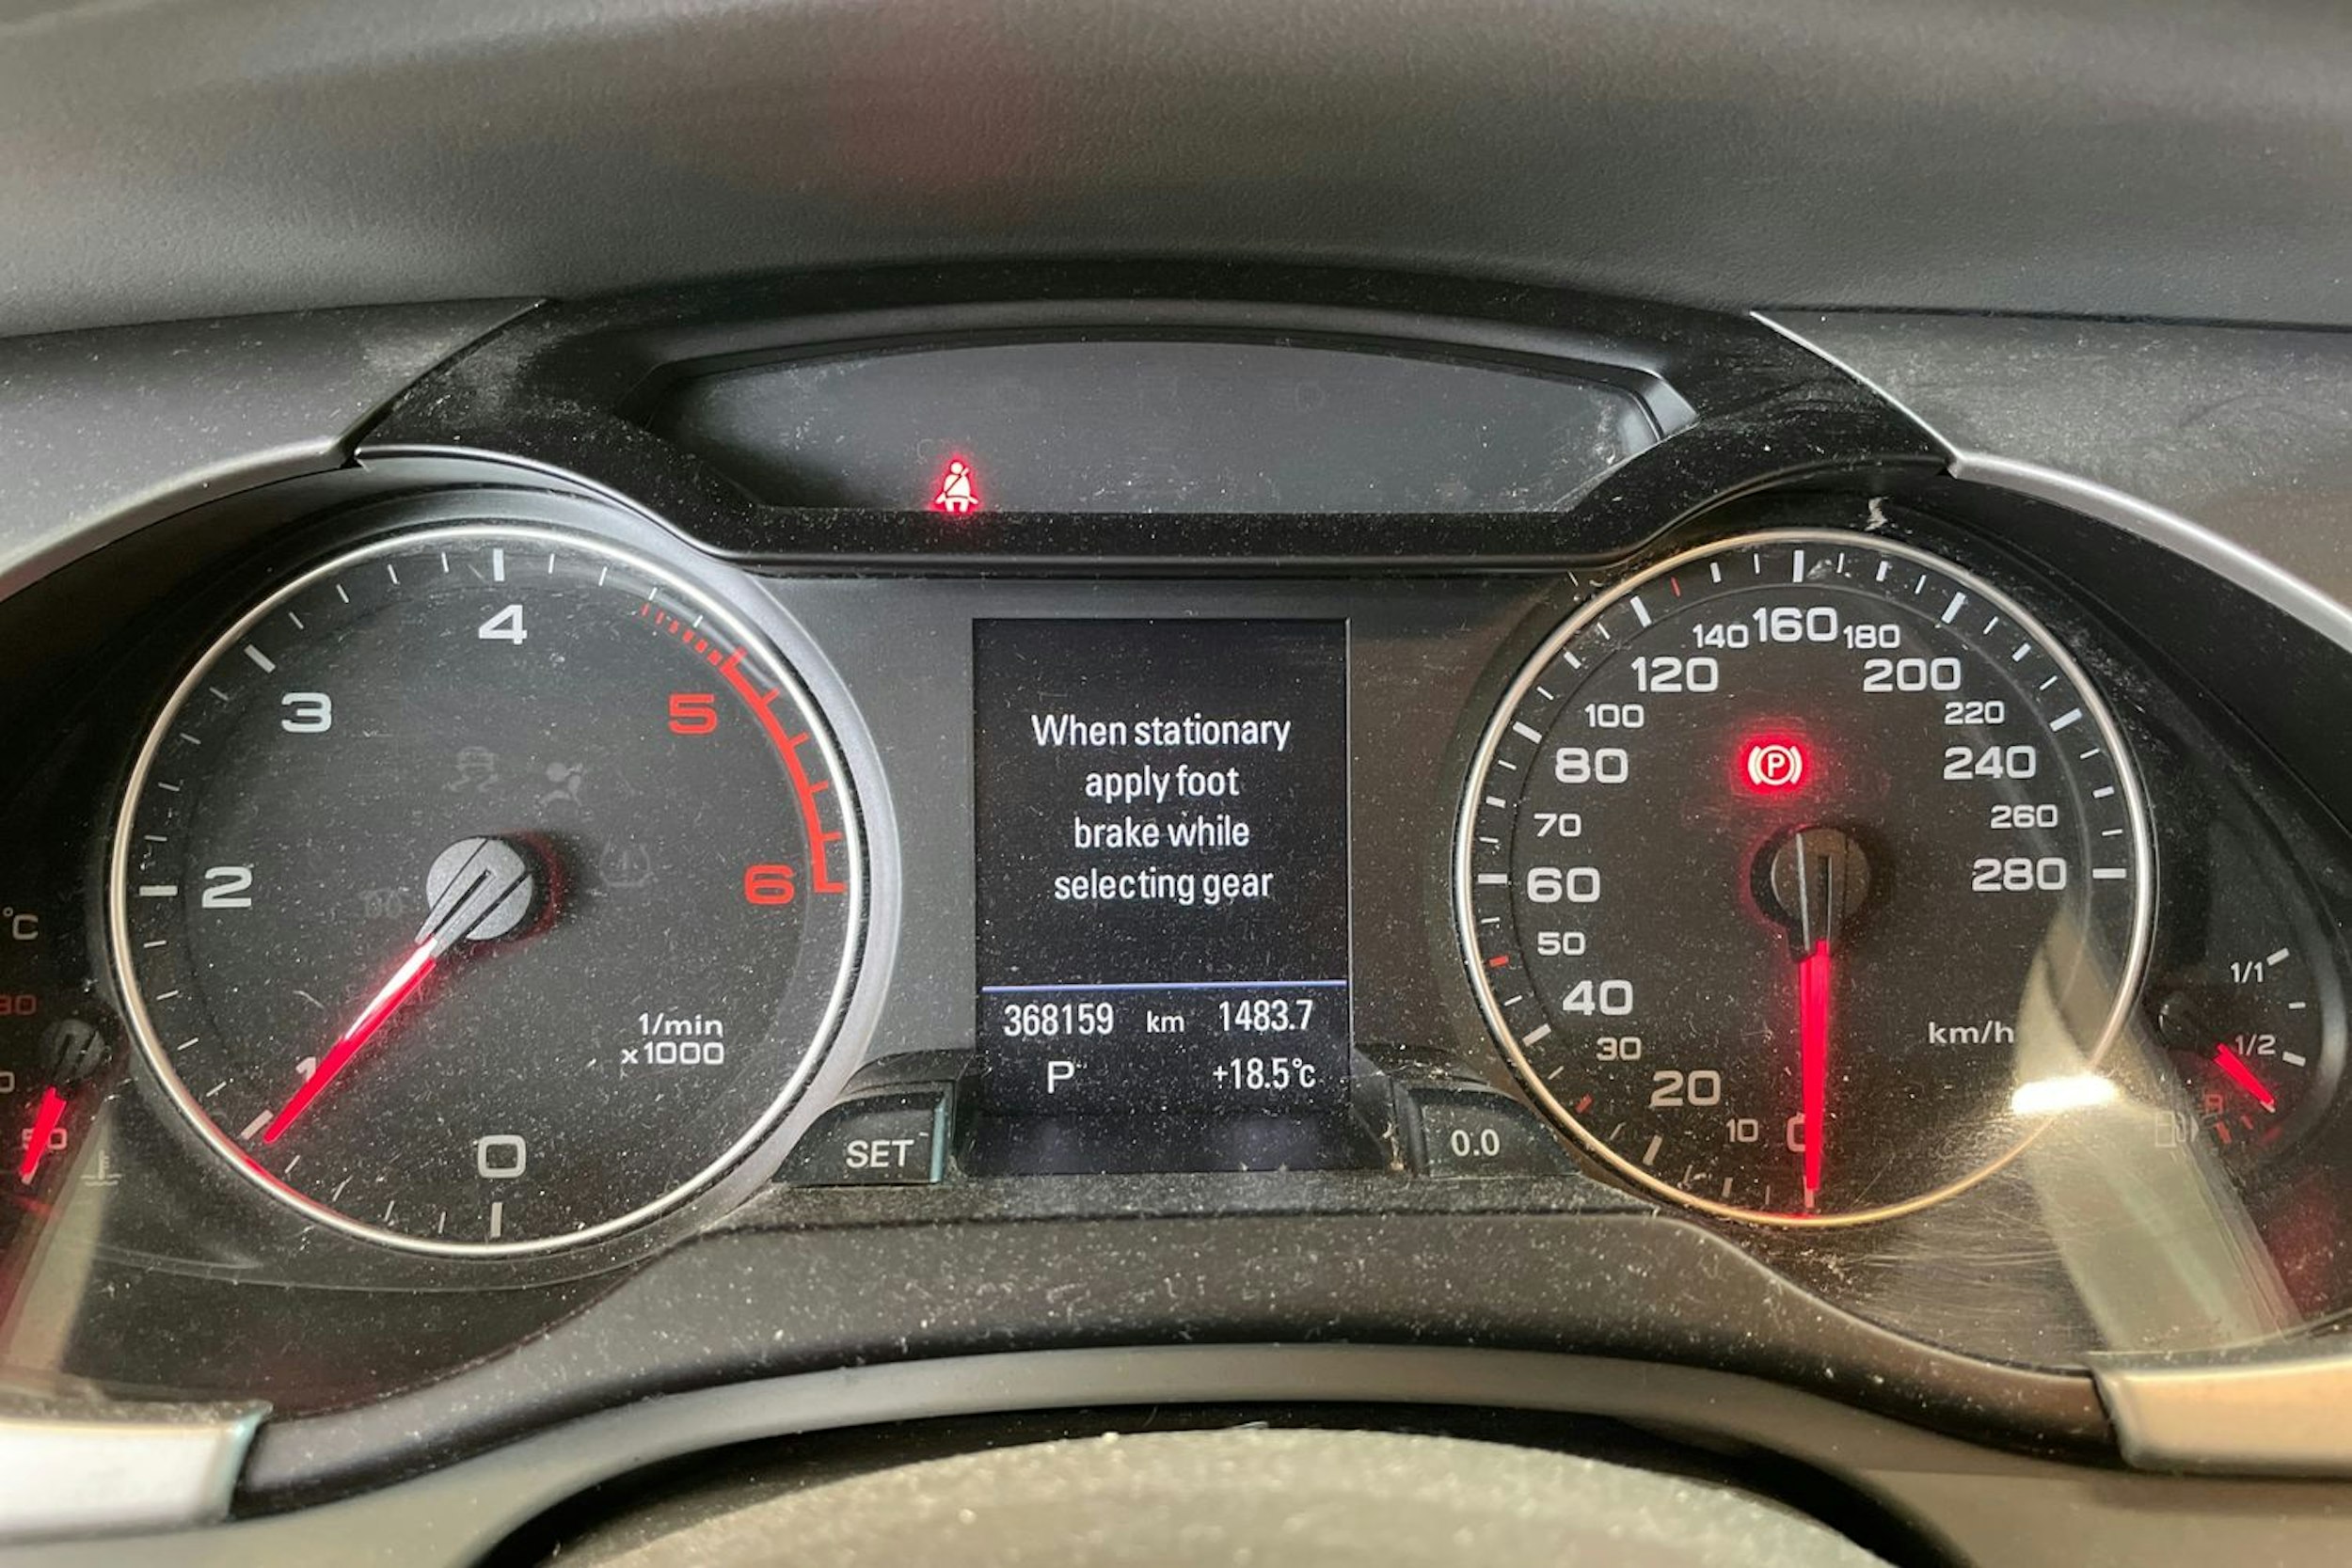 4
3
5
2
6
1
1/min
x1000
0
°C
When stationary
apply foot
brake while
selecting gear
368159 km 1483.7
P +18.5°c
SET
0.0
140 160 180
120 200
100 220
80 240
70 260
60 280
50
40
30
20
10
km/h
P
1/1
1/2
R